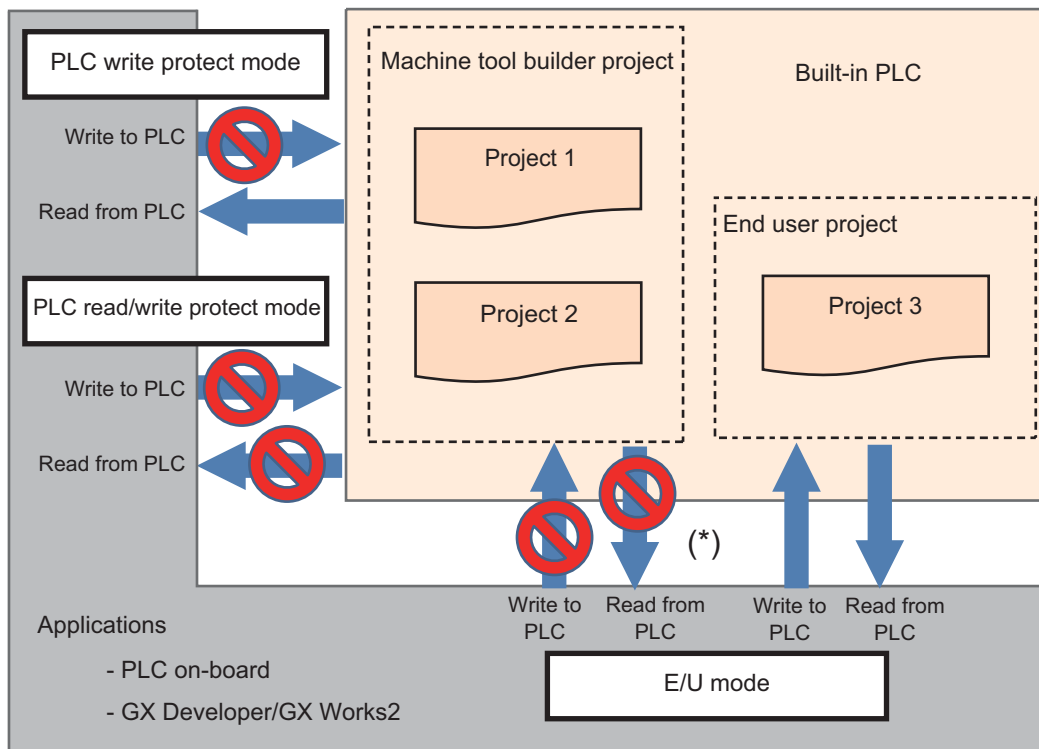 PLC write protect mode
Write to PLC
Read from PLC
PLC read/write protect mode
Write to PLC
Read from PLC
Machine tool builder project
Project 1
Project 2
Built-in PLC
End user project
Project 3
(*)
Write to
PLC
Read from
PLC
Write to
PLC
Read from
PLC
E/U mode
Applications
- PLC on-board
- GX Developer/GX Works2